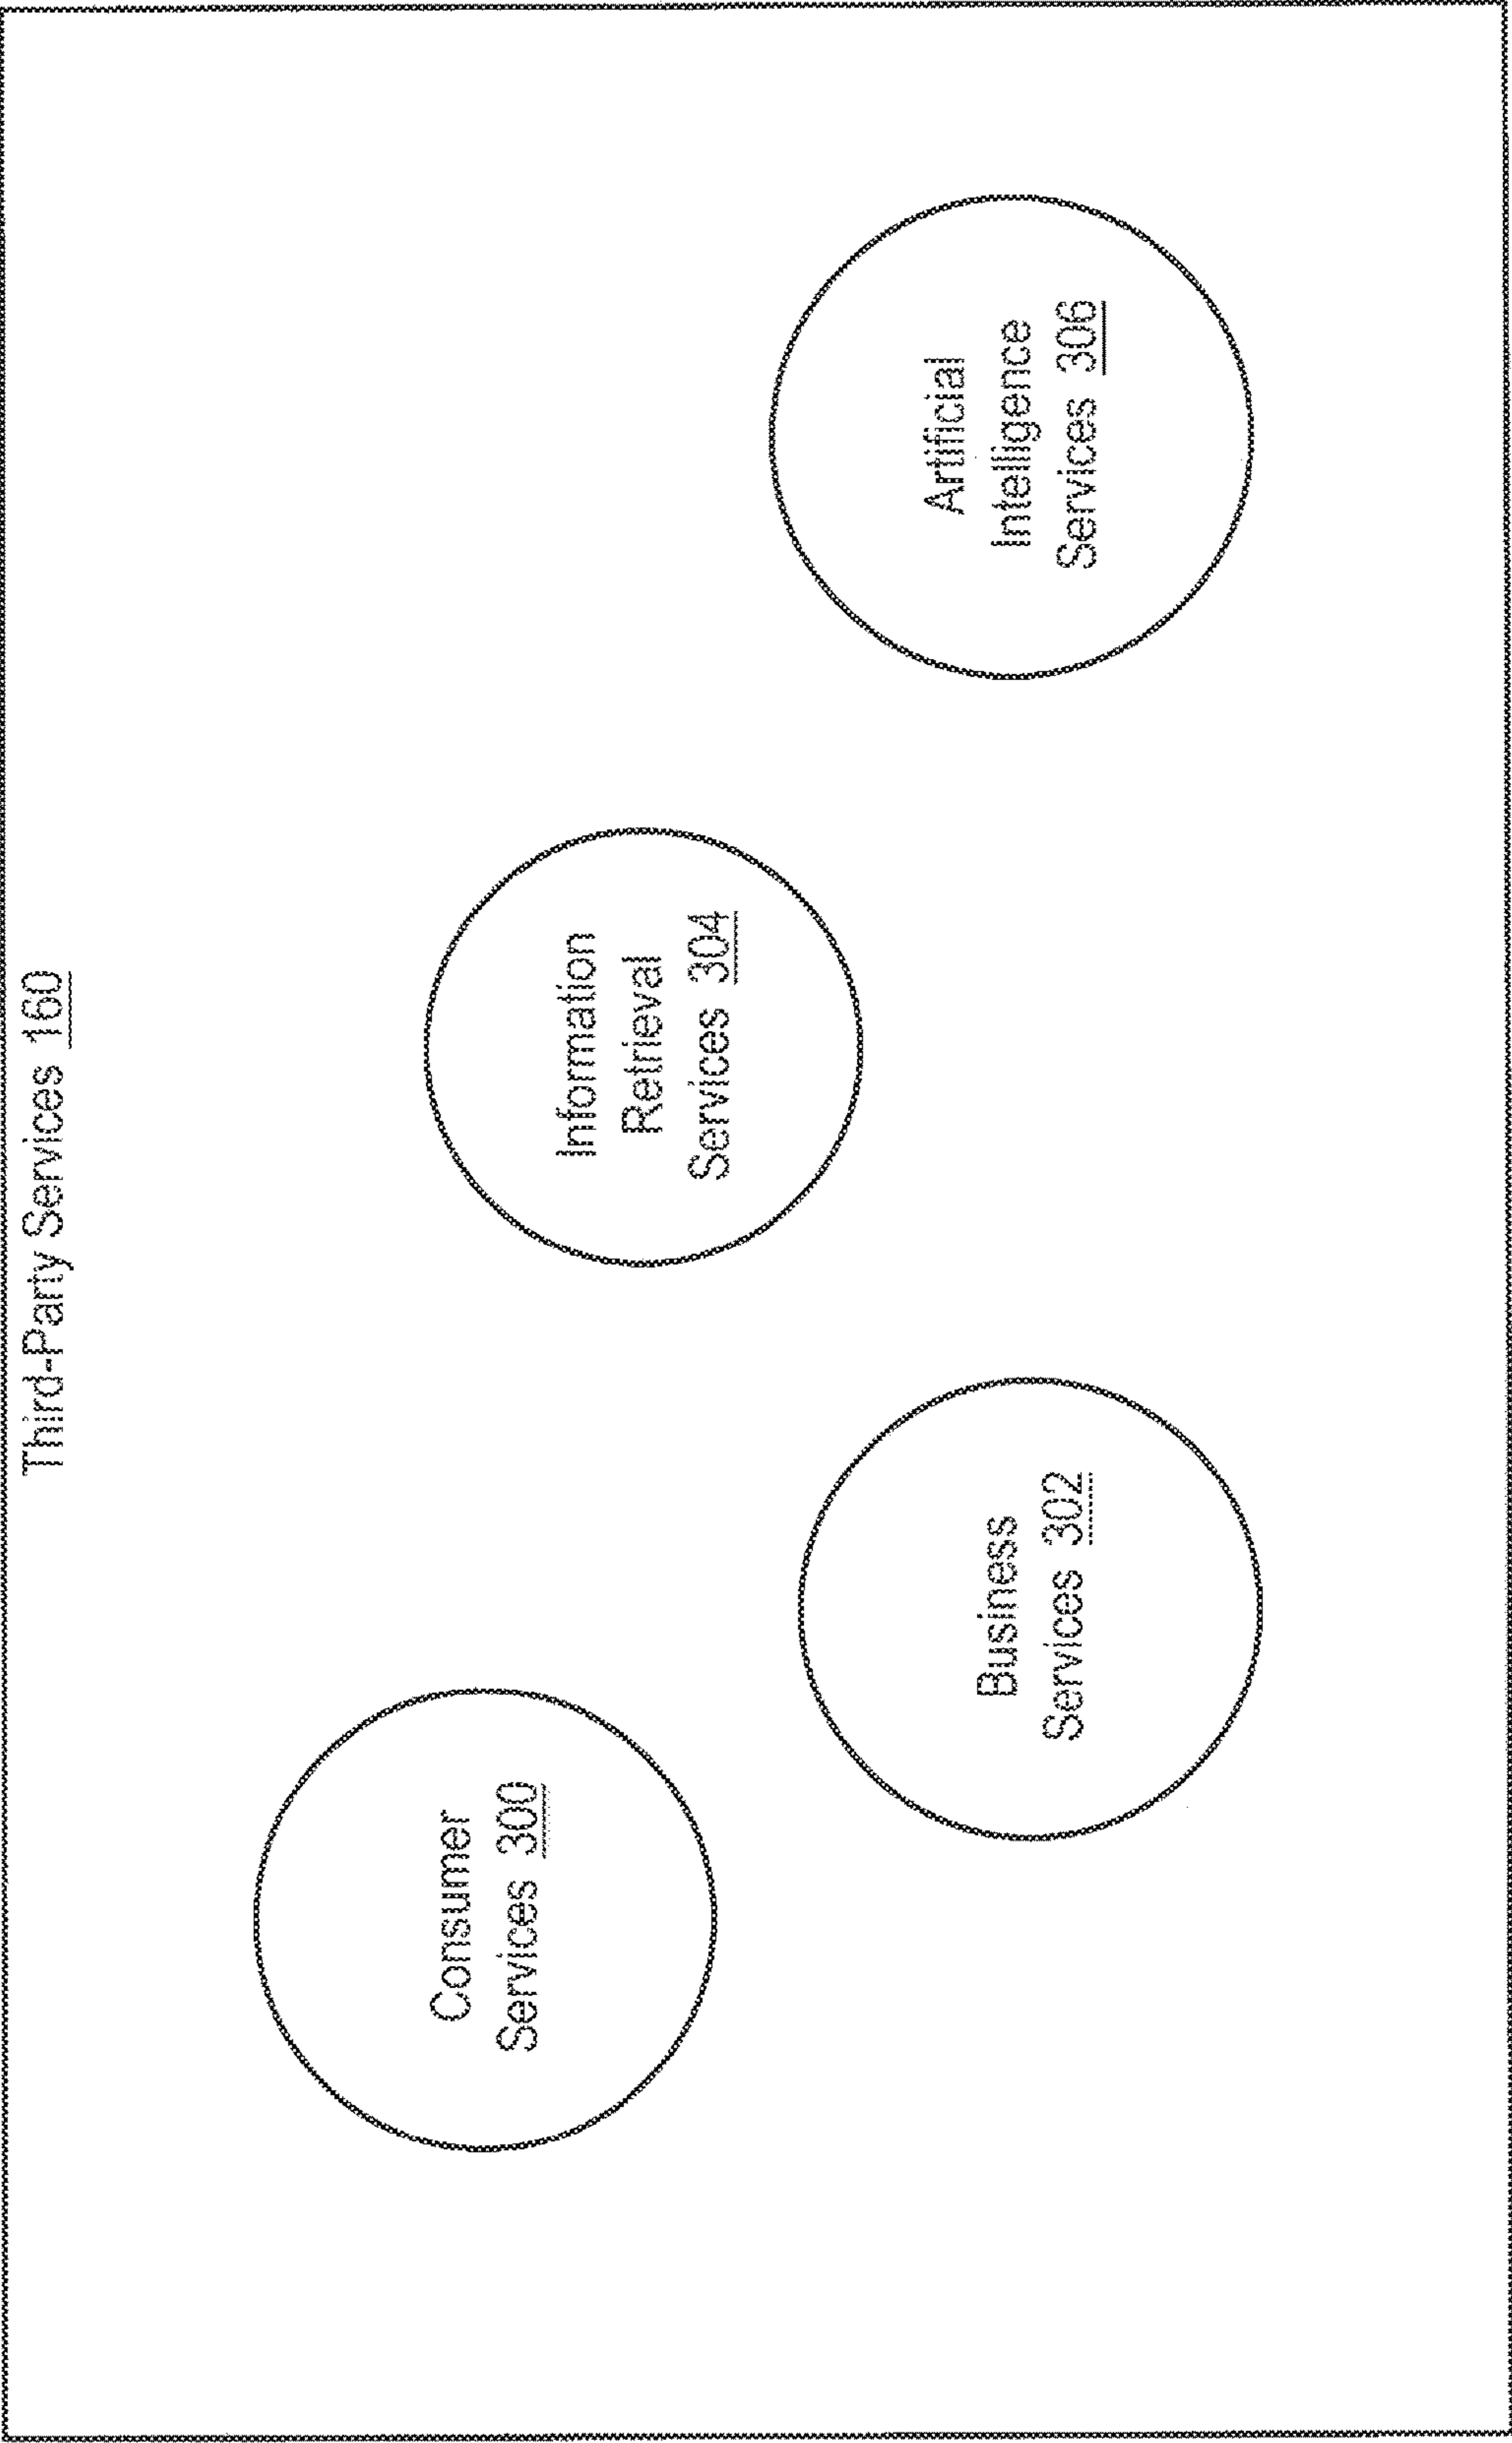 Third-Party Services 160
Consumer
Services 300
Business
Services 302
Information
Retrieval
Services 304
Artificial
Intelligence
Services 306